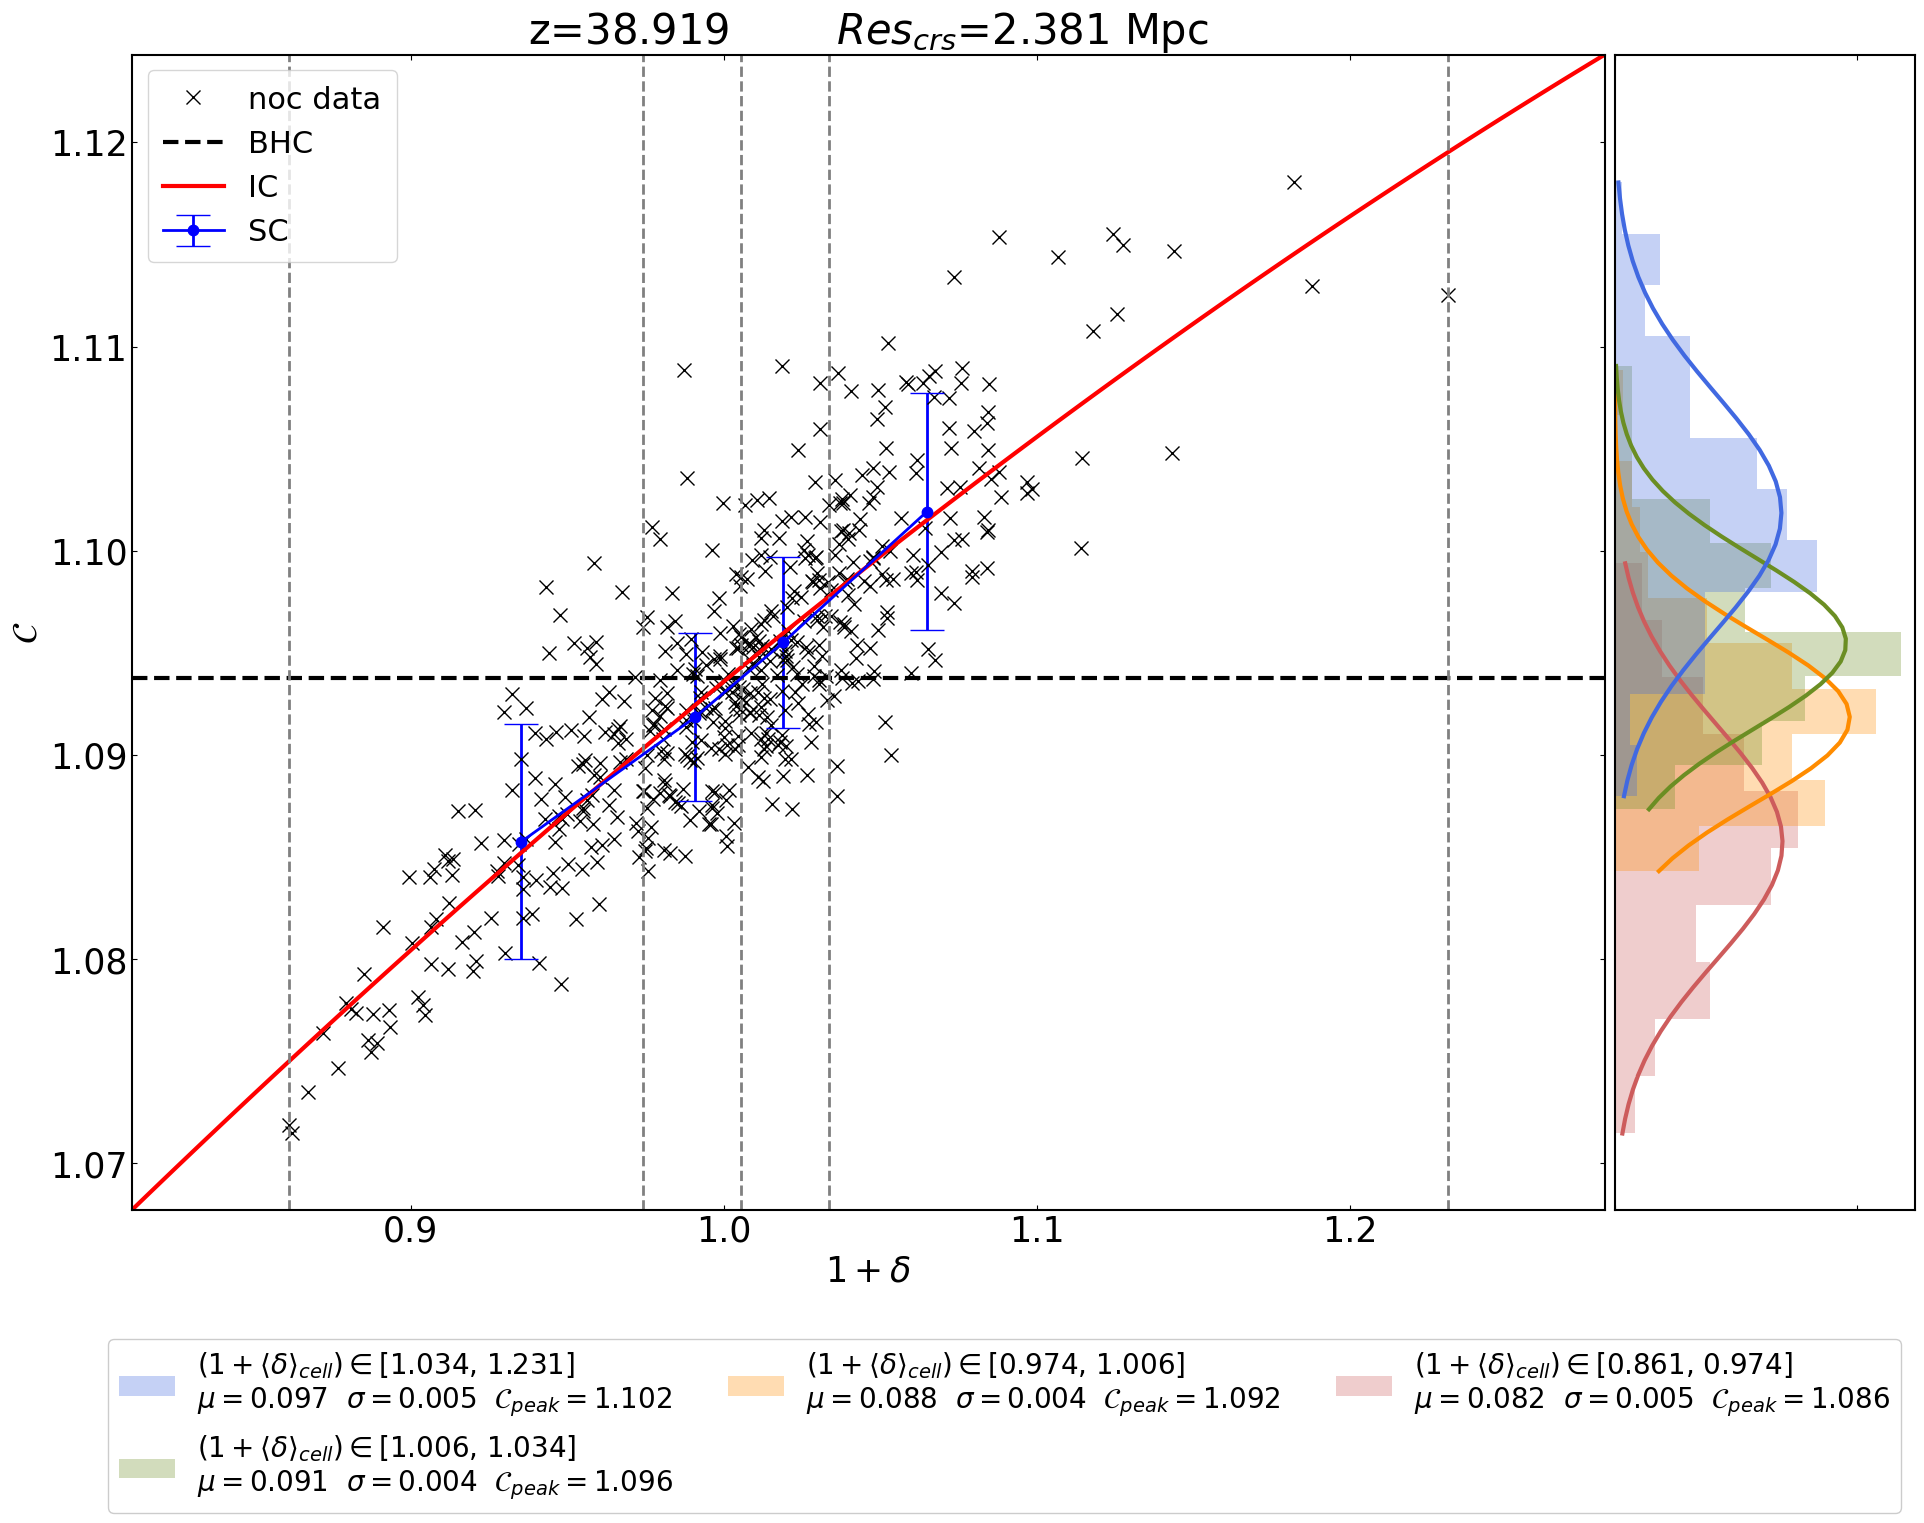 z=38.919 Res_crs=2.381 Mpc
noc data
BHC
IC
SC
1.12
1.11
1.10
1.09
1.08
1.07
𝒞
0.9 1.0 1.1 1.2
1 + δ
(1 + ⟨δ⟩_cell) ∈ [1.034, 1.231]
μ = 0.097 σ = 0.005 𝒞_peak = 1.102
(1 + ⟨δ⟩_cell) ∈ [1.006, 1.034]
μ = 0.091 σ = 0.004 𝒞_peak = 1.096
(1 + ⟨δ⟩_cell) ∈ [0.974, 1.006]
μ = 0.088 σ = 0.004 𝒞_peak = 1.092
(1 + ⟨δ⟩_cell) ∈ [0.861, 0.974]
μ = 0.082 σ = 0.005 𝒞_peak = 1.086